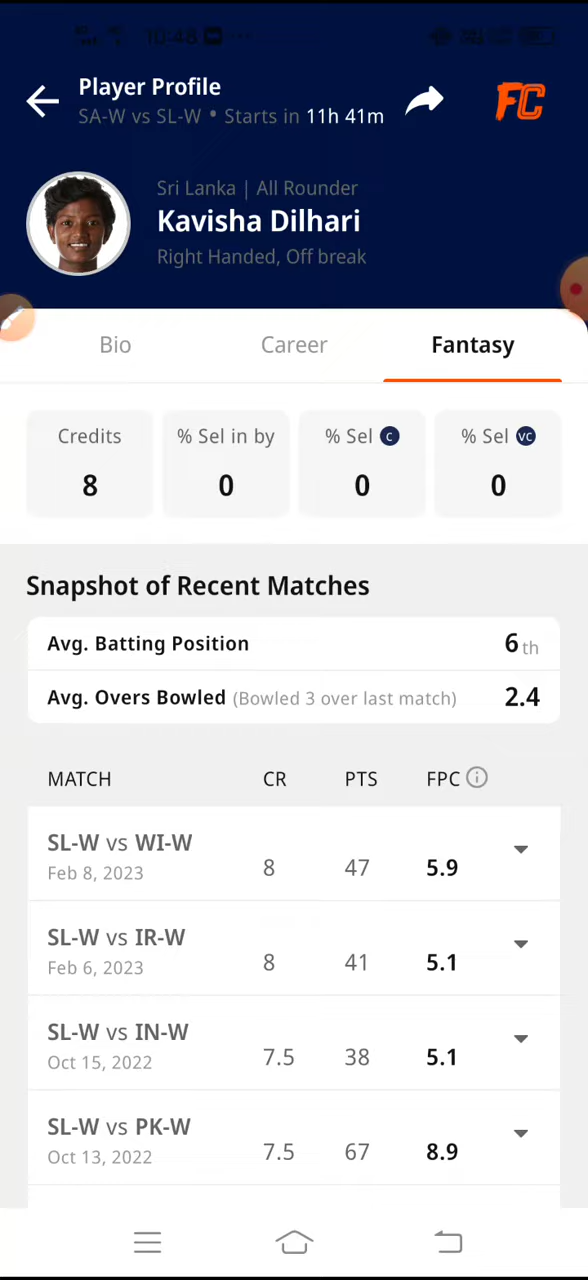 10:48
Player Profile
SA-W vs SL-W • Starts in 11h 41m
FC
Sri Lanka | All Rounder
Kavisha Dilhari
Right Handed, Off break
Bio Career Fantasy
Credits % Sel in by % Sel C % Sel VC
8 0 0 0
Snapshot of Recent Matches
Avg. Batting Position 6 th
Avg. Overs Bowled (Bowled 3 over last match) 2.4
MATCH CR PTS FPC i
SL-W vs WI-W
Feb 8, 2023 8 47 5.9
SL-W vs IR-W
Feb 6, 2023 8 41 5.1
SL-W vs IN-W
Oct 15, 2022 7.5 38 5.1
SL-W vs PK-W
Oct 13, 2022 7.5 67 8.9